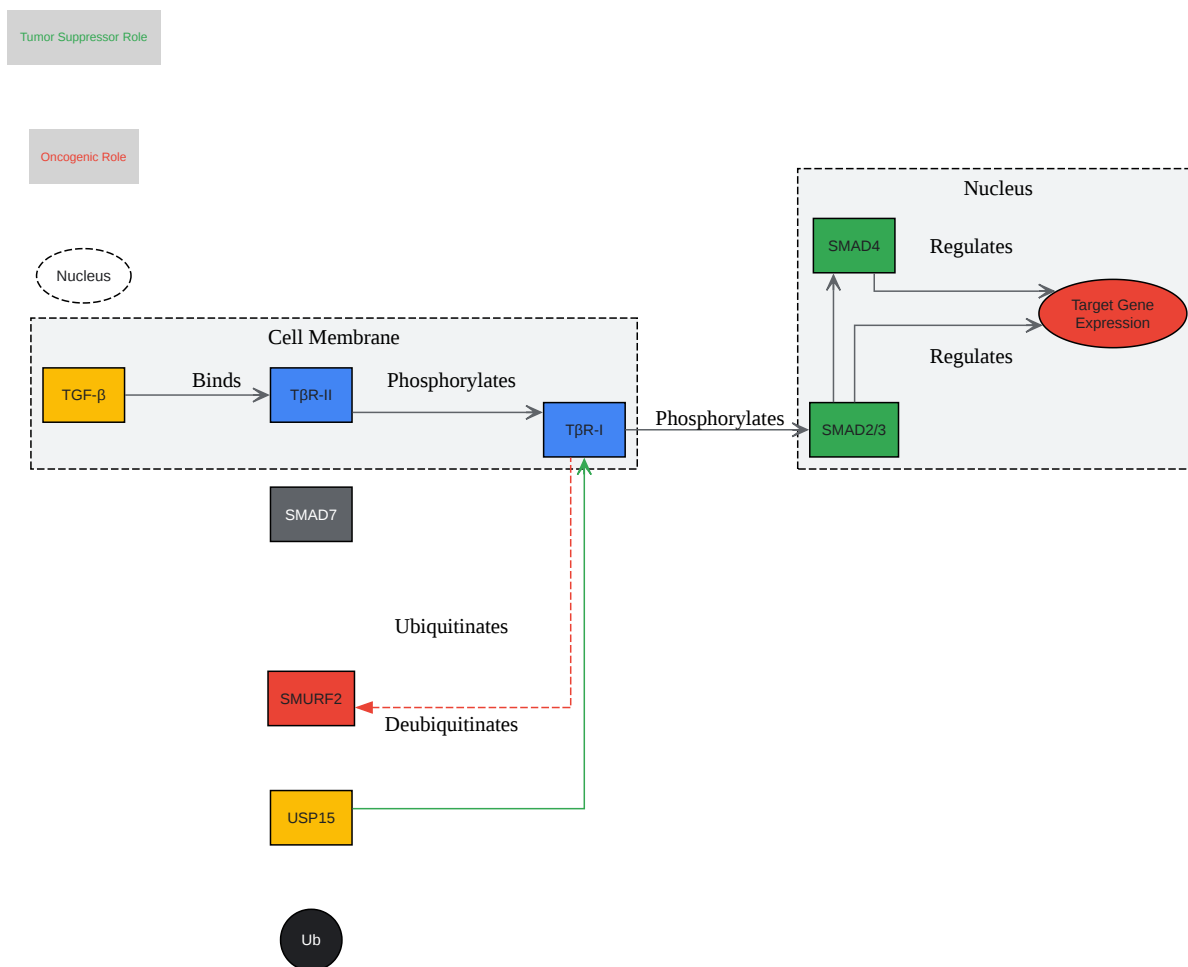 Tumor Suppressor Role
Oncogenic Role
Nucleus
Nucleus
SMAD4
Regulates
Target Gene
Expression
Regulates
SMAD2/3
Cell Membrane
TGF-β
Binds
TβR-II
Phosphorylates
TβR-I
Phosphorylates
SMAD7
Ubiquitinates
SMURF2
Deubiquitinates
USP15
Ub